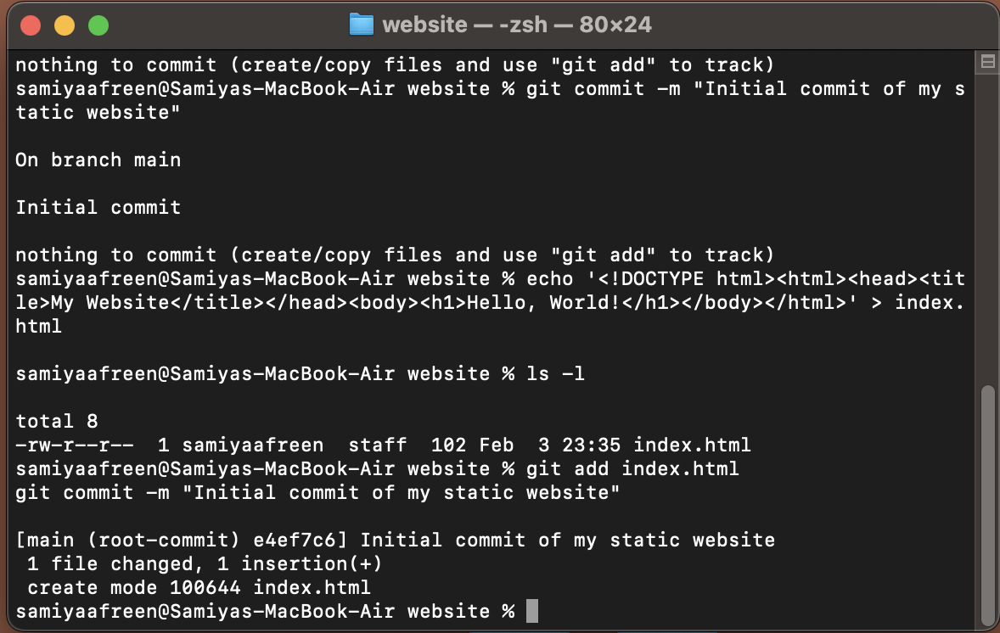 website — -zsh — 80×24
nothing to commit (create/copy files and use "git add" to track)
samiyaafreen@Samiyas-MacBook-Air website % git commit -m "Initial commit of my s
tatic website"
On branch main
Initial commit
nothing to commit (create/copy files and use "git add" to track)
samiyaafreen@Samiyas-MacBook-Air website % echo '<!DOCTYPE html><html><head><tit
le>My Website</title></head><body><h1>Hello, World!</h1></body></html>' > index.
html
samiyaafreen@Samiyas-MacBook-Air website % ls -l
total 8
-rw-r--r--  1 samiyaafreen  staff  102 Feb  3 23:35 index.html
samiyaafreen@Samiyas-MacBook-Air website % git add index.html
git commit -m "Initial commit of my static website"
[main (root-commit) e4ef7c6] Initial commit of my static website
 1 file changed, 1 insertion(+)
 create mode 100644 index.html
samiyaafreen@Samiyas-MacBook-Air website %